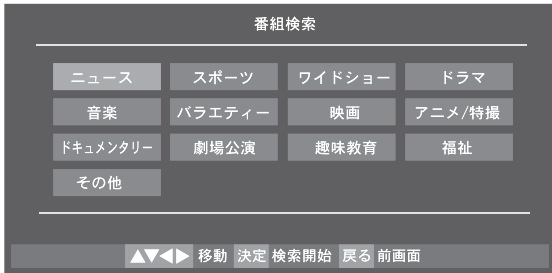 番組検索
ニュース スポーツ ワイドショー ドラマ
音楽 バラエティー 映画 アニメ/特撮
ドキュメンタリー 劇場公演 趣味教育 福祉
その他
▲▼◀▶ 移動 決定 検索開始 戻る 前画面